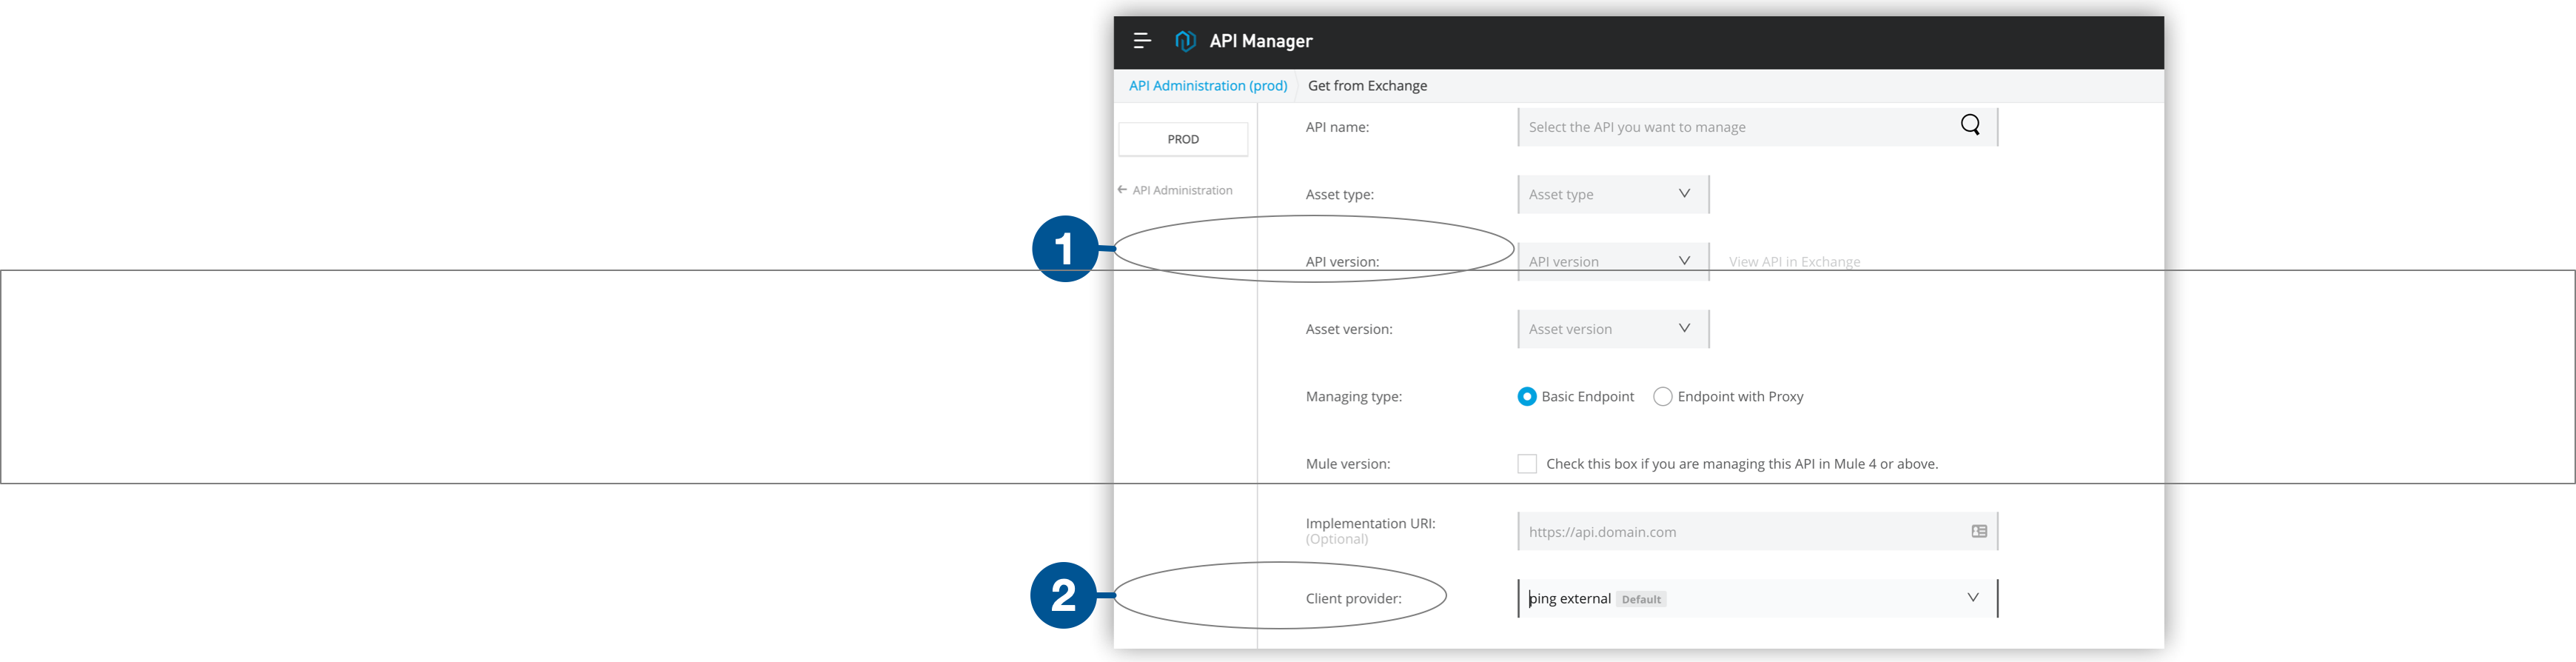 API Manager
API Administration (prod) Get from Exchange
PROD
API Administration
API name: Select the API you want to manage
Asset type: Asset type
1
API version: API version View API in Exchange
Asset version: Asset version
Managing type: Basic Endpoint Endpoint with Proxy
Mule version: Check this box if you are managing this API in Mule 4 or above.
Implementation URI: https://api.domain.com
(Optional)
2
Client provider: ping external Default